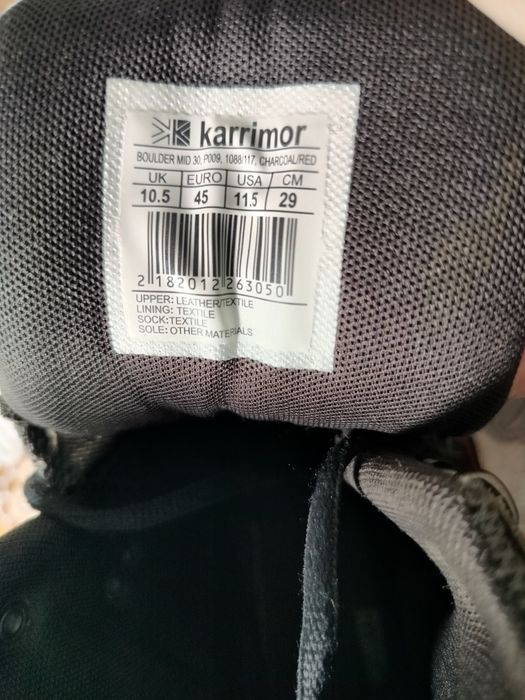 karrimor
BOULDER MID 30, P009, 1088/117, CHARCOAL/RED
UK EURO USA CM
10.5 45 11.5 29
2 182012 263050
UPPER: LEATHER/TEXTILE
LINING: TEXTILE
SOCK:TEXTILE
SOLE: OTHER MATERIALS